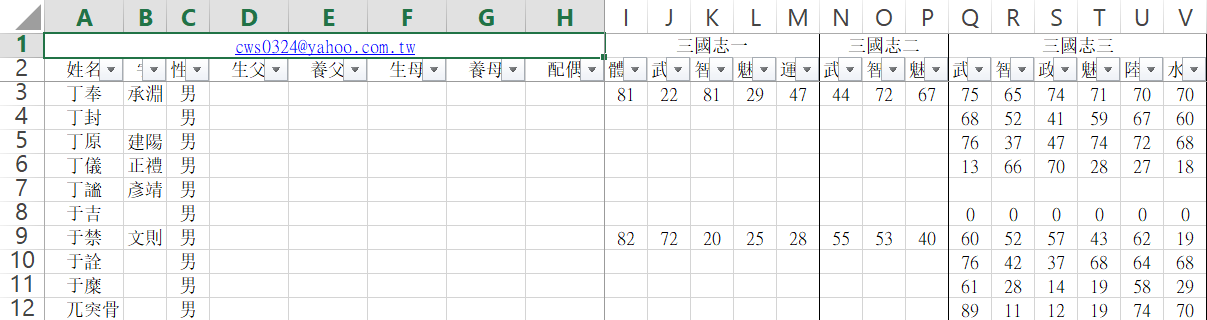 A B C D E F G H I J K L M N O P Q R S T U V
1 cws0324@yahoo.com.tw 三國志一 三國志二 三國志三
2 姓名 性 生父 養父 生母 養母 配偶 體 武 智 魅 運 武 智 魅 武 智 政 魅 陸 水
3 丁奉 承淵 男 81 22 81 29 47 44 72 67 75 65 74 71 70 70
4 丁封 男 68 52 41 59 67 60
5 丁原 建陽 男 76 37 47 74 72 68
6 丁儀 正禮 男 13 66 70 28 27 18
7 丁謐 彥靖 男
8 于吉 男 0 0 0 0 0 0
9 于禁 文則 男 82 72 20 25 28 55 53 40 60 52 57 43 62 19
10 于詮 男 76 42 37 68 64 68
11 于糜 男 61 28 14 19 58 29
12 兀突骨 男 89 11 12 19 74 70